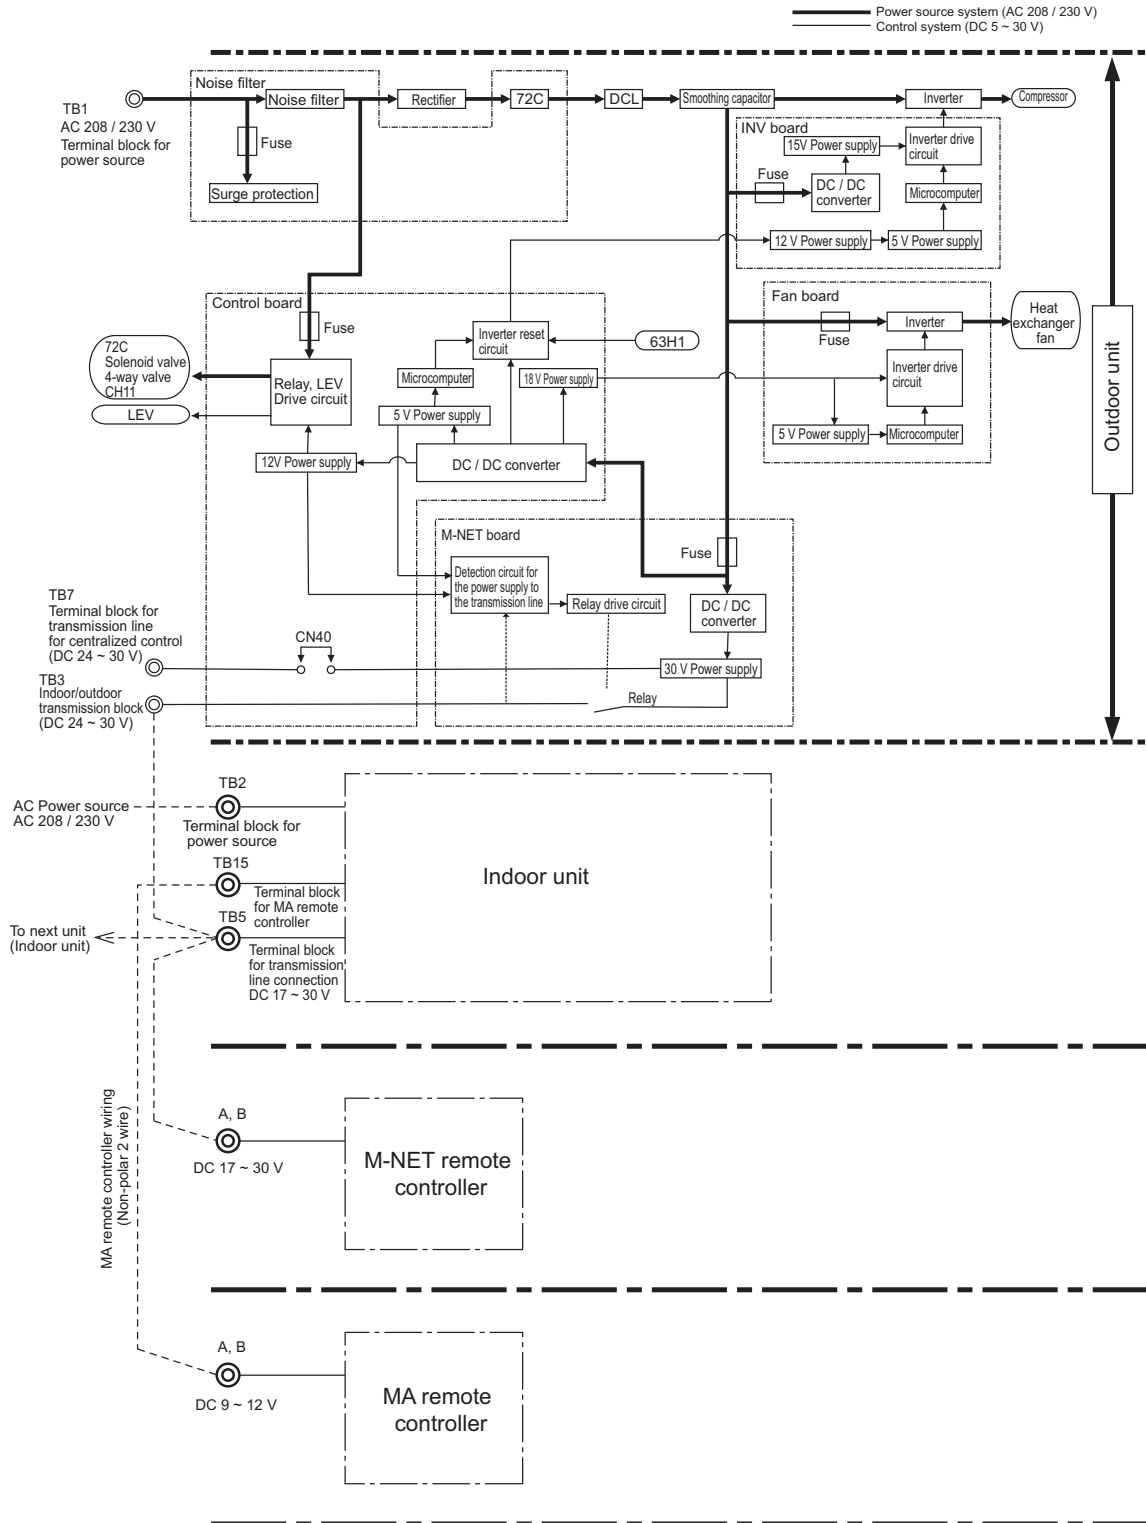 Power source system (AC 208 / 230 V)
Control system (DC 5 ~ 30 V)
Noise filter
TB1
AC 208 / 230 V
Terminal block for
power source
Noise filter
Rectifier
72C
DCL
Smoothing capacitor
Inverter
Compressor
Fuse
Surge protection
INV board
15V Power supply
Inverter drive
circuit
Fuse
DC / DC
converter
Microcomputer
12 V Power supply
5 V Power supply
Control board
Fuse
Inverter reset
circuit
63H1
Fan board
Fuse
Inverter
Heat
exchanger
fan
Outdoor unit
72C
Solenoid valve
4-way valve
CH11
LEV
Relay, LEV
Drive circuit
Microcomputer
18 V Power supply
Inverter drive
circuit
5 V Power supply
5 V Power supply
Microcomputer
12V Power supply
DC / DC converter
M-NET board
Fuse
Detection circuit for
the power supply to
the transmission line
Relay drive circuit
DC / DC
converter
TB7
Terminal block for
transmission line
for centralized control
(DC 24 ~ 30 V)
CN40
30 V Power supply
TB3
Indoor/outdoor
transmission block
(DC 24 ~ 30 V)
Relay
AC Power source
AC 208 / 230 V
TB2
Terminal block for
power source
TB15
Terminal block
for MA remote
controller
Indoor unit
To next unit
(Indoor unit)
TB5
Terminal block
for transmission
line connection
DC 17 ~ 30 V
MA remote controller wiring
(Non-polar 2 wire)
A, B
DC 17 ~ 30 V
M-NET remote
controller
A, B
DC 9 ~ 12 V
MA remote
controller